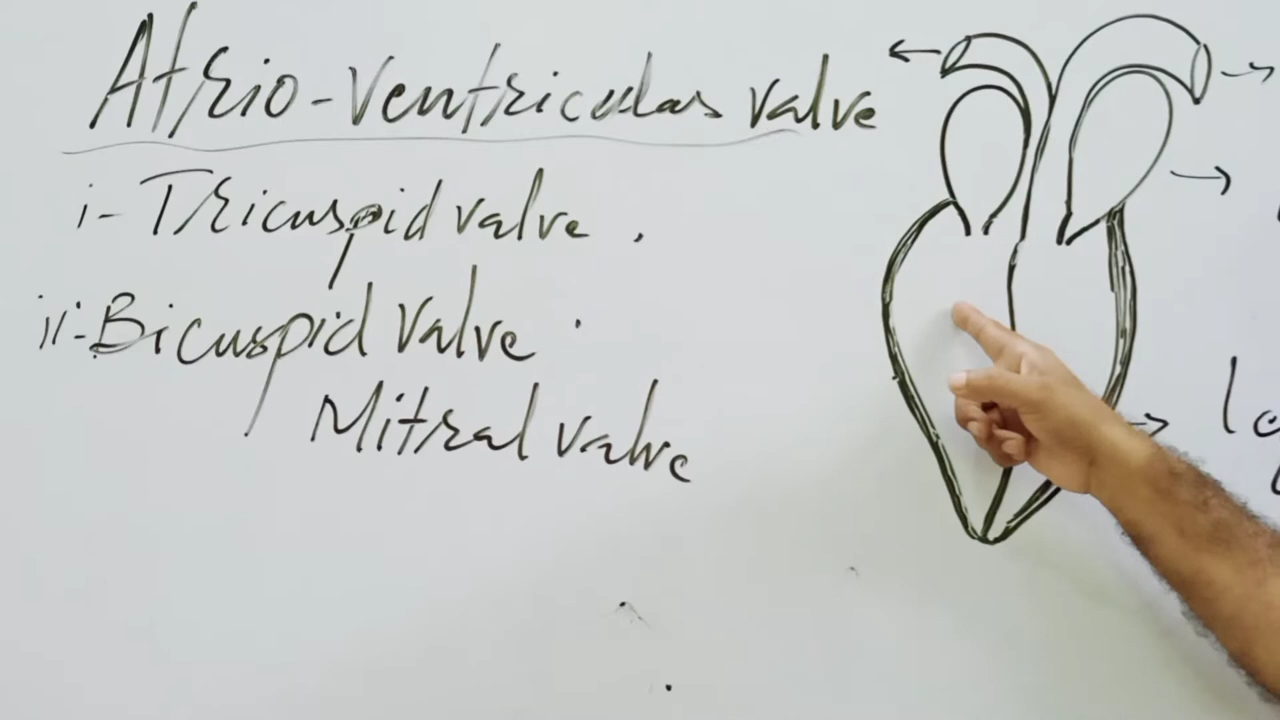 Atrio-Ventricular valve
i- Tricuspid valve .
ii- Bicuspid valve .
Mitral valve